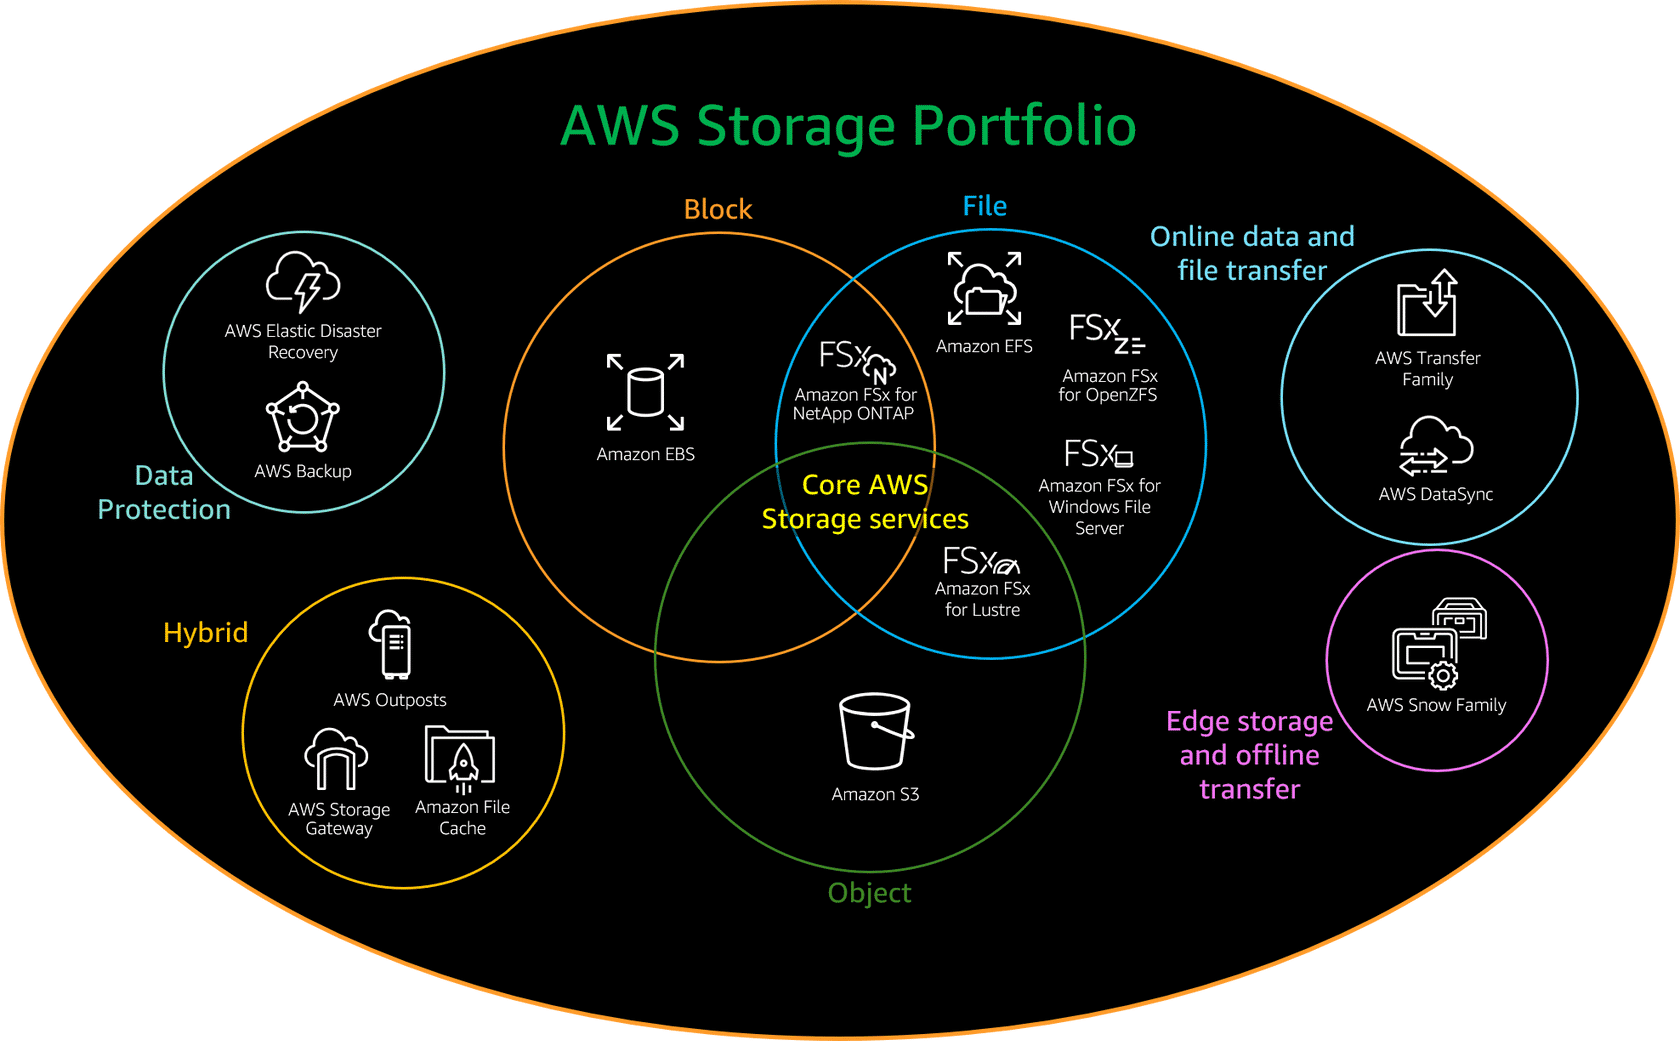 AWS Storage Portfolio
Block
File
Online data and
file transfer
AWS Elastic Disaster
Recovery
AWS Backup
Data
Protection
Amazon EBS
FSx
N
Amazon FSx for
NetApp ONTAP
Amazon EFS
FSx
Amazon FSx
for OpenZFS
FSx
Amazon FSx for
Windows File
Server
Core AWS
Storage services
FSx
Amazon FSx
for Lustre
AWS Transfer
Family
AWS DataSync
Hybrid
AWS Outposts
AWS Storage
Gateway
Amazon File
Cache
Amazon S3
Object
AWS Snow Family
Edge storage
and offline
transfer